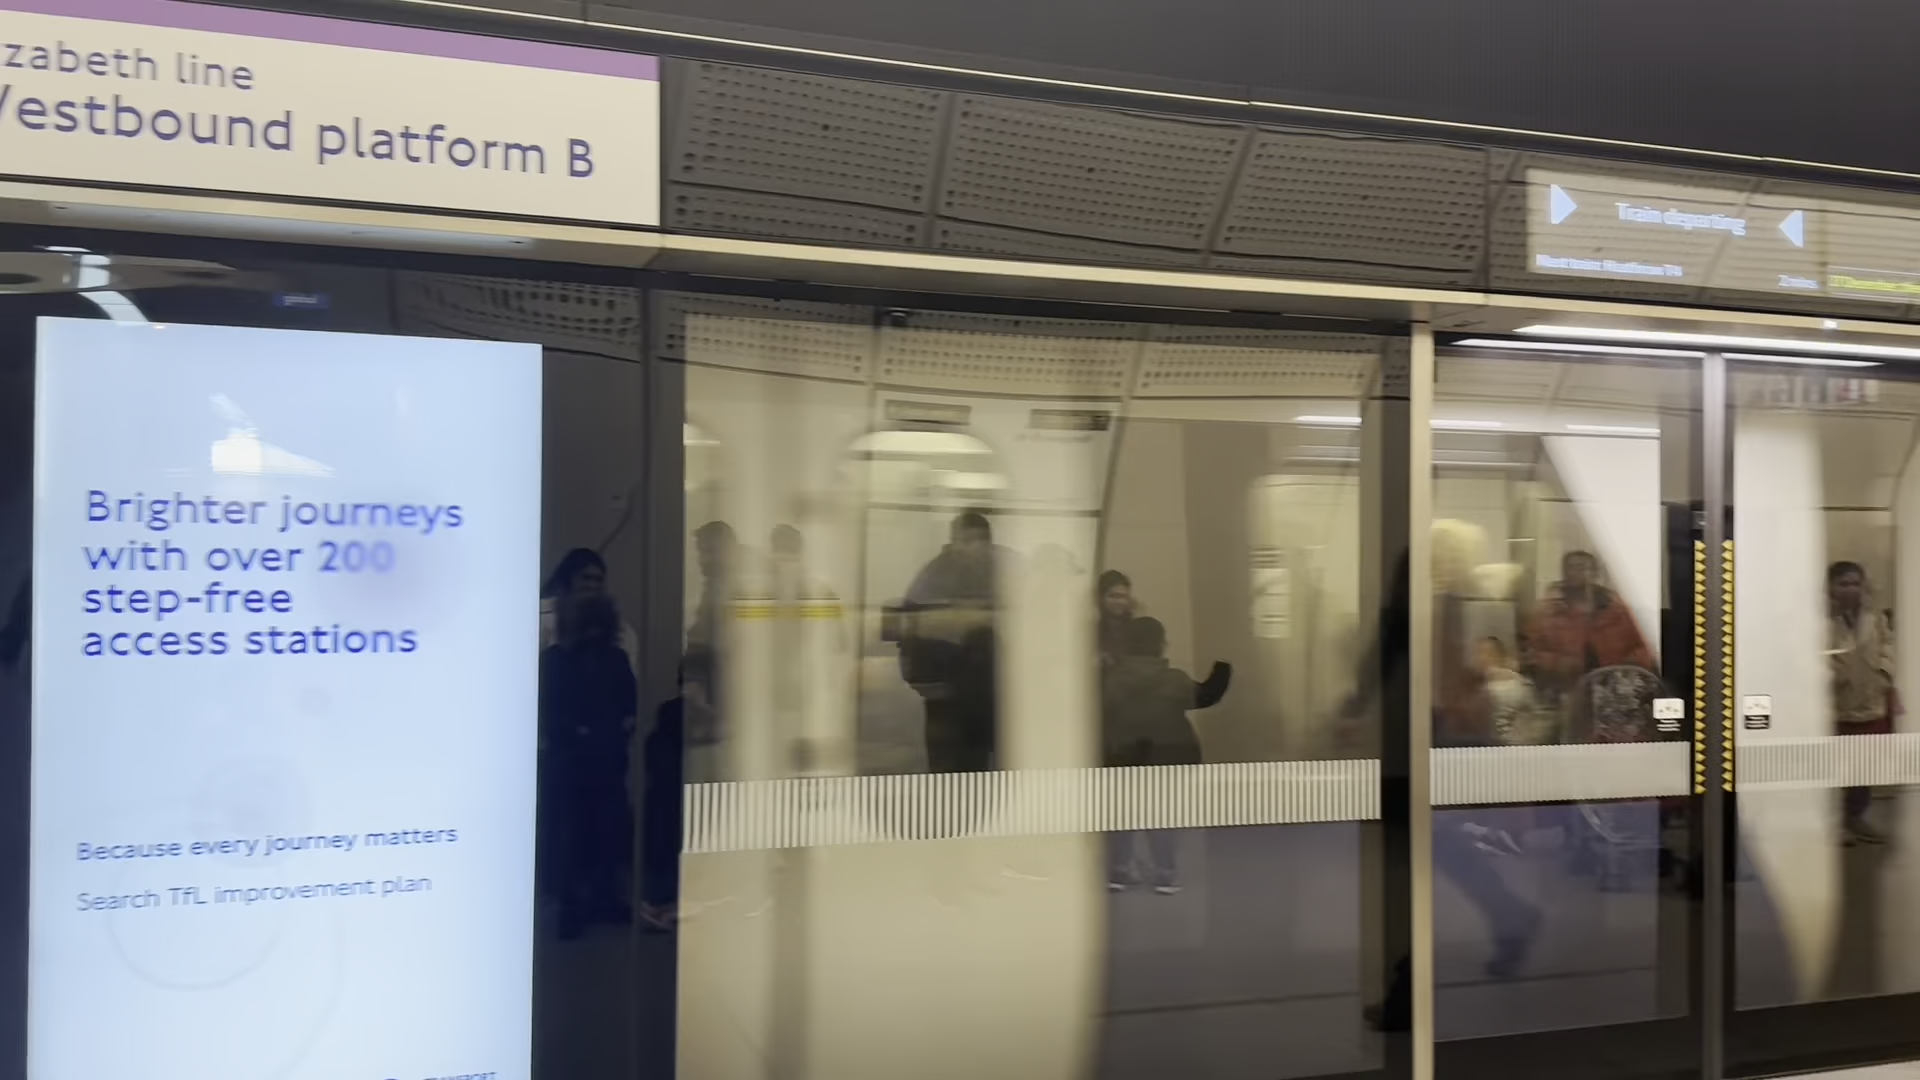 zabeth line
Westbound platform B
Train departing
Brighter journeys
with over 200
step-free
access stations
Because every journey matters
Search TfL improvement plan